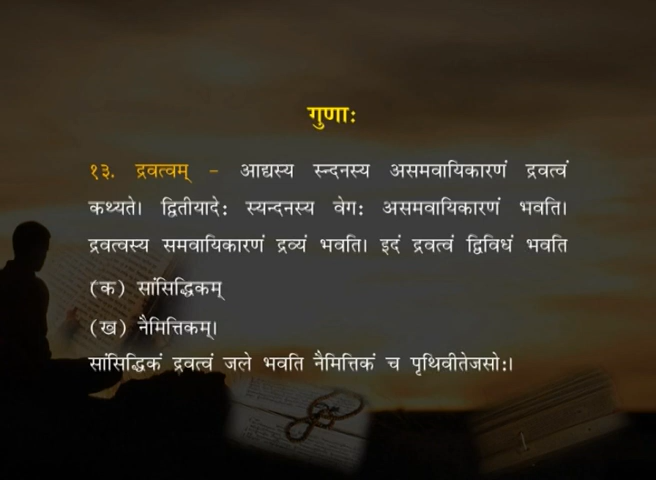 गुणाः
१३. द्रवत्वम् - आद्यस्य स्न्दनस्य असमवायिकारणं द्रवत्वं
कथ्यते। द्वितीयादेः स्यन्दनस्य वेगः असमवायिकारणं भवति।
द्रवत्वस्य समवायिकारणं द्रव्यं भवति। इदं द्रवत्वं द्विविधं भवति
(क) सांसिद्धिकम्
(ख) नैमित्तिकम्।
सांसिद्धिकं द्रवत्वं जले भवति नैमित्तिकं च पृथिवीतेजसोः।